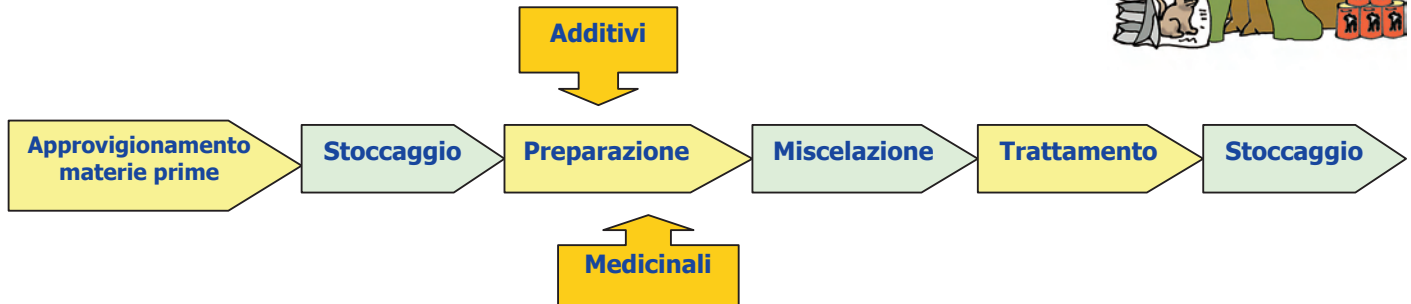 Additivi
Approvigionamento
materie prime
Stoccaggio
Preparazione
Miscelazione
Trattamento
Stoccaggio
Medicinali